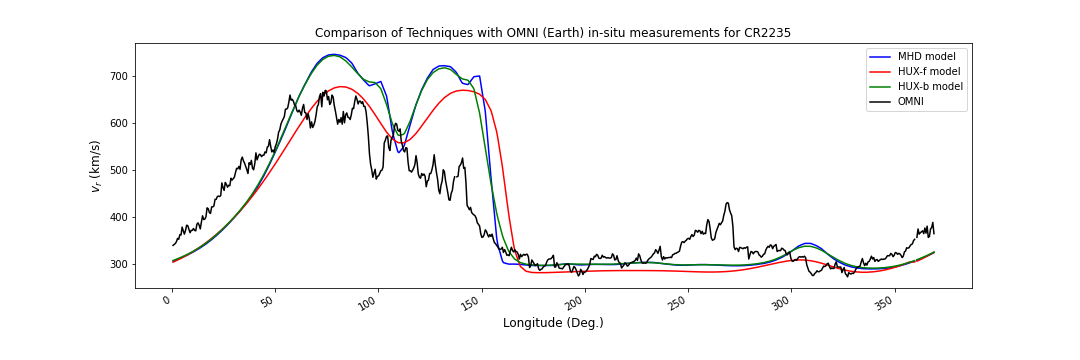 Comparison of Techniques with OMNI (Earth) in-situ measurements for CR2235
MHD model
HUX-f model
HUX-b model
OMNI
700
600
500
400
300
v_r (km/s)
0
50
100
150
200
250
300
350
Longitude (Deg.)